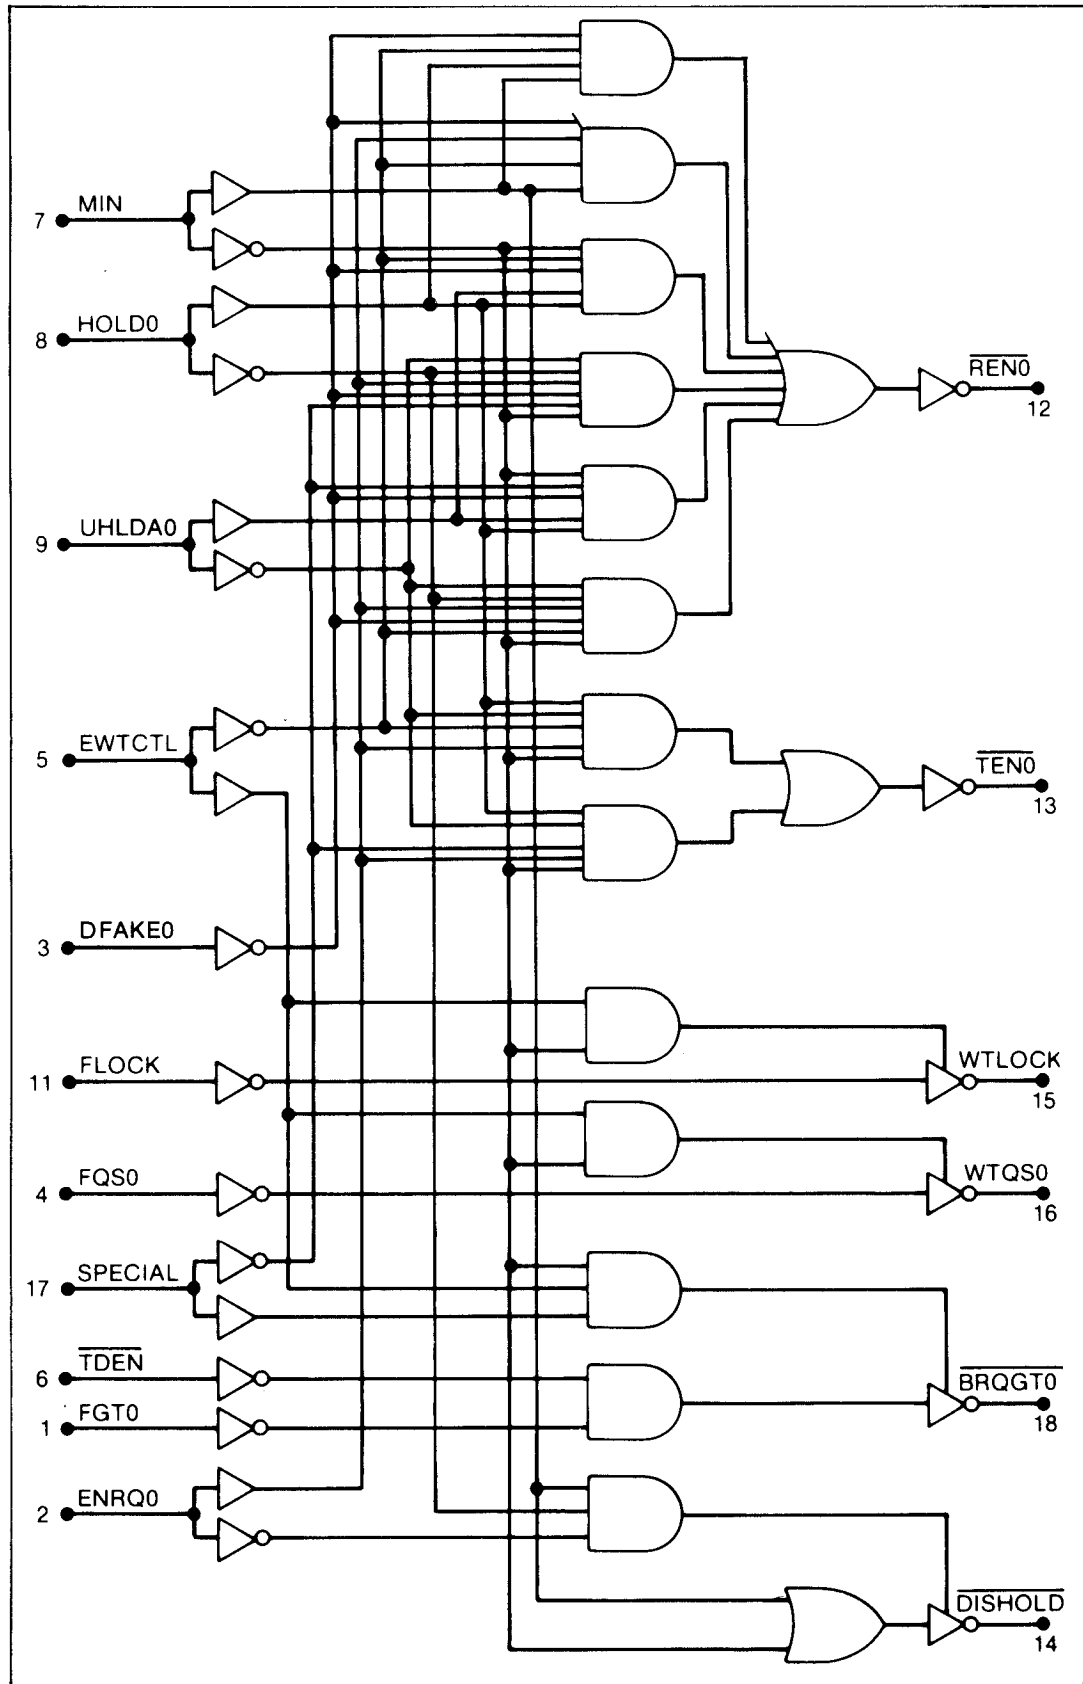 MIN
7
HOLD0
8
REN0
12
UHLDA0
9
EWTCTL
5
TEN0
13
DFAKE0
3
FLOCK
11
WTLOCK
15
FQS0
4
WTQS0
16
SPECIAL
17
TDEN
6
BRQGT0
18
FGT0
1
ENRQ0
2
DISHOLD
14